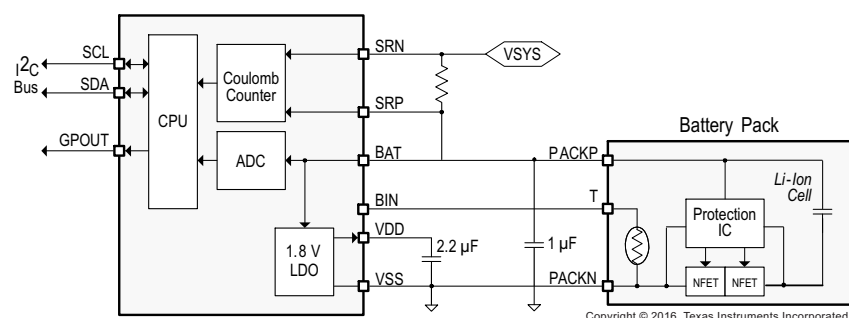 SCL
I2C
Bus
SDA
GPOUT
CPU
Coulomb
Counter
ADC
1.8 V
LDO
SRN
VSYS
SRP
BAT
BIN
VDD
VSS
2.2 µF
1 µF
PACKP
T
PACKN
Battery Pack
Li-Ion
Cell
Protection
IC
NFET
NFET
Copyright © 2016, Texas Instruments Incorporated